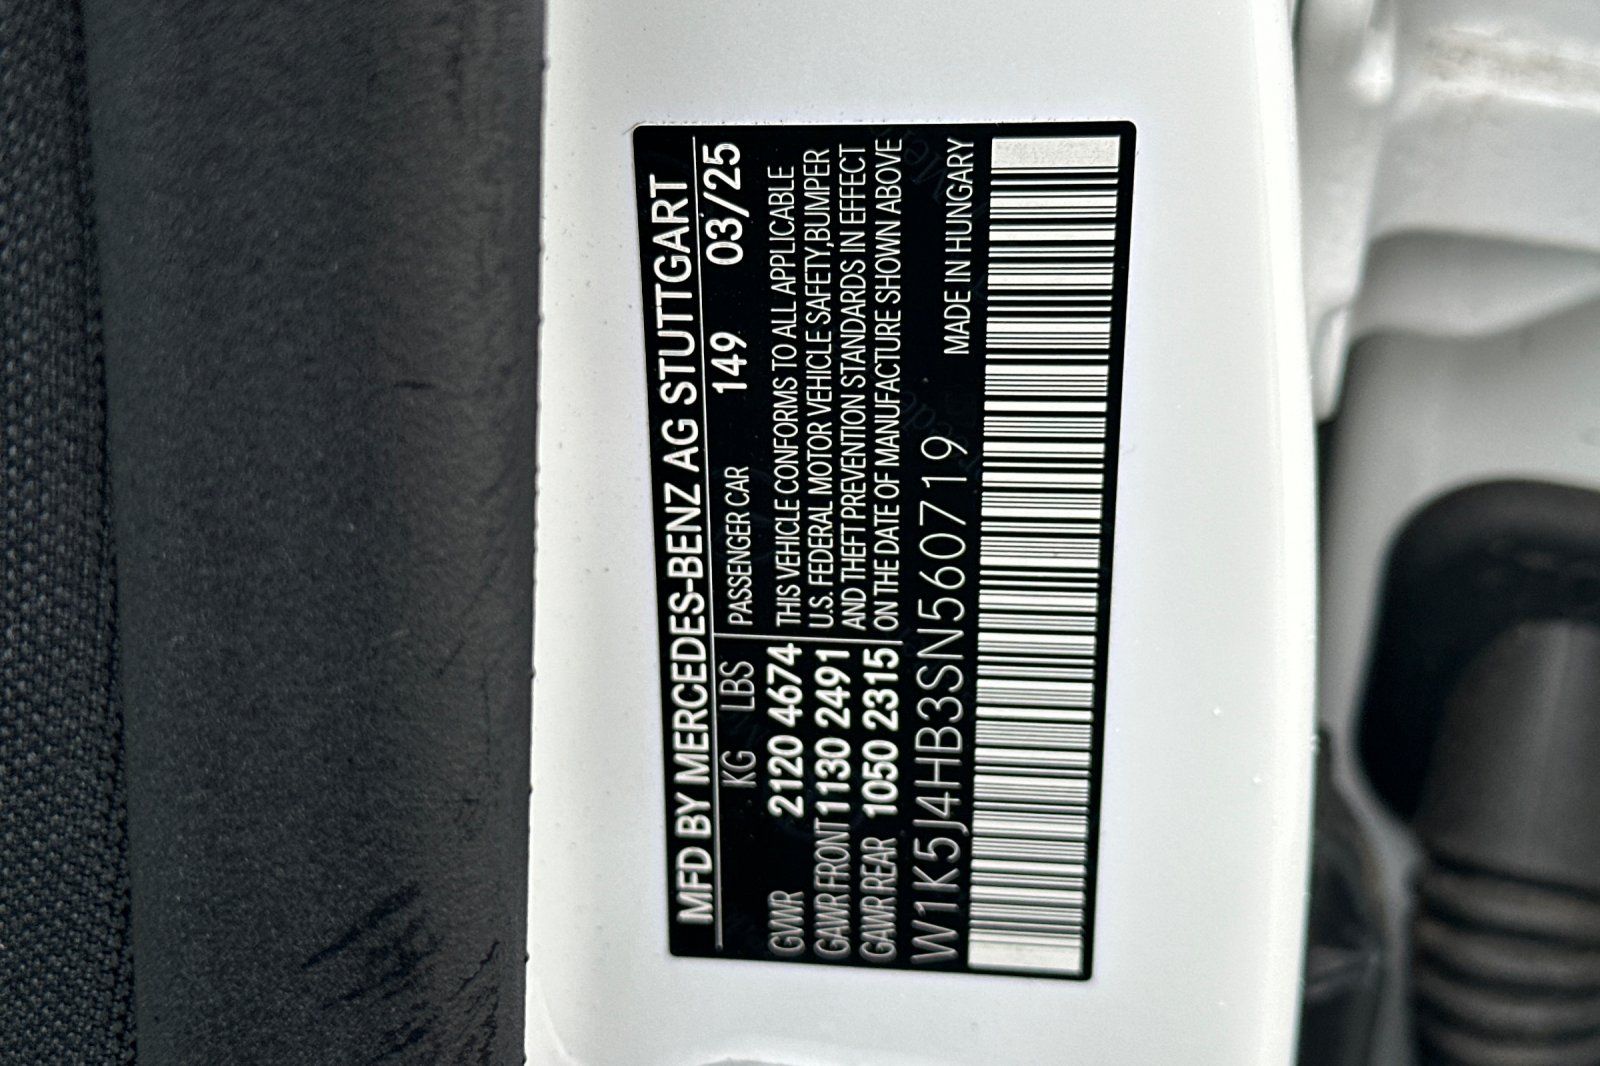 MFD BY MERCEDES-BENZ AG STUTTGART
KG LBS PASSENGER CAR 149 03/25
GWR 2120 4674
GAWR FRONT 1130 2491
GAWR REAR 1050 2315
THIS VEHICLE CONFORMS TO ALL APPLICABLE
U.S. FEDERAL MOTOR VEHICLE SAFETY,BUMPER
AND THEFT PREVENTION STANDARDS IN EFFECT
ON THE DATE OF MANUFACTURE SHOWN ABOVE
W1K5J4HB3SN560719 MADE IN HUNGARY